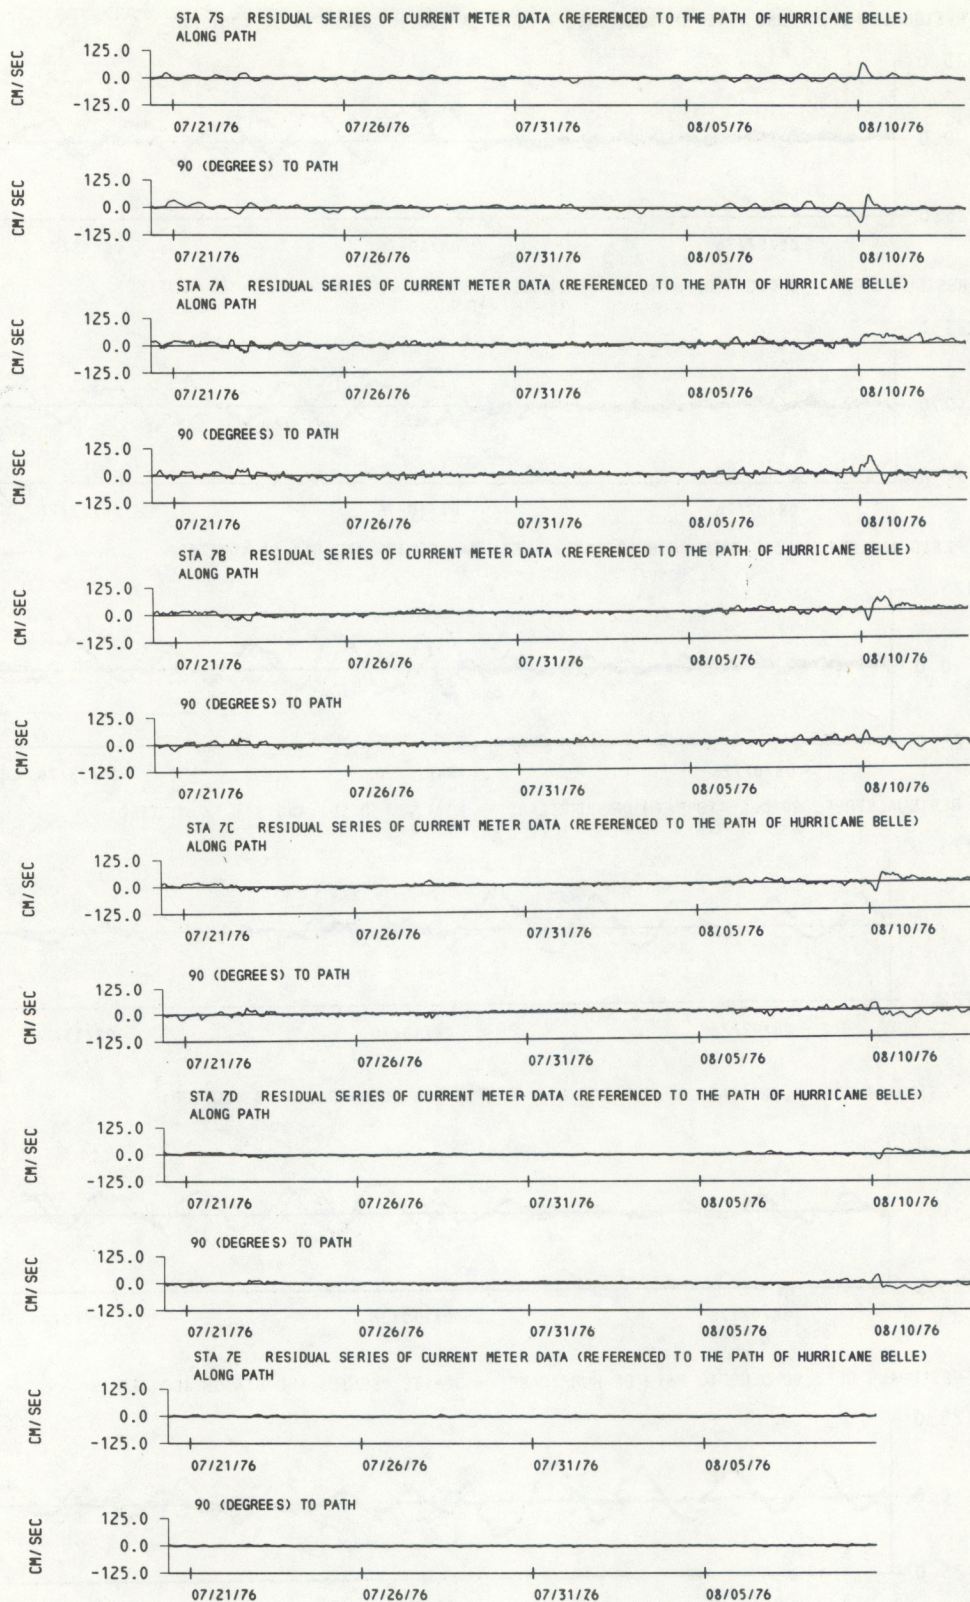 STA 7S RESIDUAL SERIES OF CURRENT METER DATA (REFERENCED TO THE PATH OF HURRICANE BELLE)
ALONG PATH
CM/SEC
125.0
0.0
-125.0
07/21/76 07/26/76 07/31/76 08/05/76 08/10/76
90 (DEGREES) TO PATH
CM/SEC
125.0
0.0
-125.0
07/21/76 07/26/76 07/31/76 08/05/76 08/10/76
STA 7A RESIDUAL SERIES OF CURRENT METER DATA (REFERENCED TO THE PATH OF HURRICANE BELLE)
ALONG PATH
CM/SEC
125.0
0.0
-125.0
07/21/76 07/26/76 07/31/76 08/05/76 08/10/76
90 (DEGREES) TO PATH
CM/SEC
125.0
0.0
-125.0
07/21/76 07/26/76 07/31/76 08/05/76 08/10/76
STA 7B RESIDUAL SERIES OF CURRENT METER DATA (REFERENCED TO THE PATH OF HURRICANE BELLE)
ALONG PATH
CM/SEC
125.0
0.0
-125.0
07/21/76 07/26/76 07/31/76 08/05/76 08/10/76
90 (DEGREES) TO PATH
CM/SEC
125.0
0.0
-125.0
07/21/76 07/26/76 07/31/76 08/05/76 08/10/76
STA 7C RESIDUAL SERIES OF CURRENT METER DATA (REFERENCED TO THE PATH OF HURRICANE BELLE)
ALONG PATH
CM/SEC
125.0
0.0
-125.0
07/21/76 07/26/76 07/31/76 08/05/76 08/10/76
90 (DEGREES) TO PATH
CM/SEC
125.0
0.0
-125.0
07/21/76 07/26/76 07/31/76 08/05/76 08/10/76
STA 7D RESIDUAL SERIES OF CURRENT METER DATA (REFERENCED TO THE PATH OF HURRICANE BELLE)
ALONG PATH
CM/SEC
125.0
0.0
-125.0
07/21/76 07/26/76 07/31/76 08/05/76 08/10/76
90 (DEGREES) TO PATH
CM/SEC
125.0
0.0
-125.0
07/21/76 07/26/76 07/31/76 08/05/76 08/10/76
STA 7E RESIDUAL SERIES OF CURRENT METER DATA (REFERENCED TO THE PATH OF HURRICANE BELLE)
ALONG PATH
CM/SEC
125.0
0.0
-125.0
07/21/76 07/26/76 07/31/76 08/05/76
90 (DEGREES) TO PATH
CM/SEC
125.0
0.0
-125.0
07/21/76 07/26/76 07/31/76 08/05/76